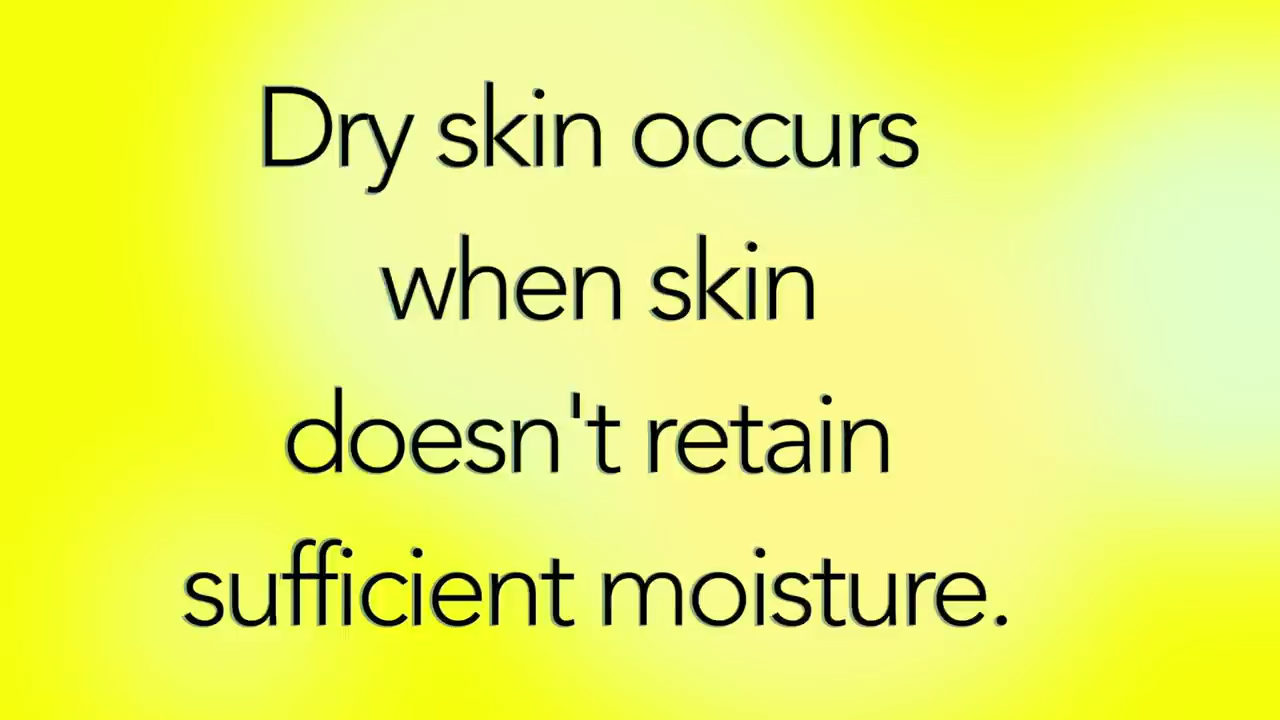 Dry skin occurs
when skin
doesn't retain
sufficient moisture.